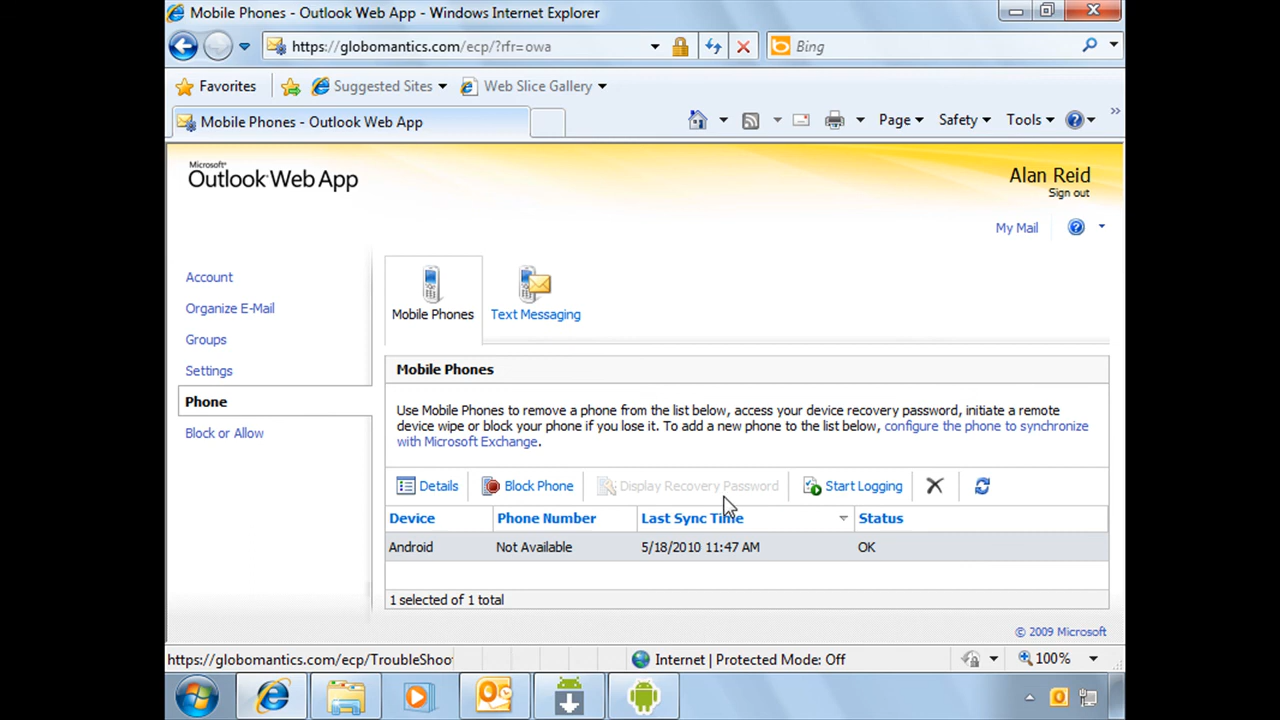 Mobile Phones - Outlook Web App - Windows Internet Explorer
https://globomantics.com/ecp/?rfr=owa
Bing
Favorites
Suggested Sites
Web Slice Gallery
Mobile Phones - Outlook Web App
Page
Safety
Tools
»
Microsoft®
Outlook Web App
Alan Reid
Sign out
My Mail
Account
Organize E-Mail
Groups
Settings
Phone
Block or Allow
Mobile Phones
Text Messaging
Mobile Phones
Use Mobile Phones to remove a phone from the list below, access your device recovery password, initiate a remote
device wipe or block your phone if you lose it. To add a new phone to the list below, configure the phone to synchronize
with Microsoft Exchange.
Details
Block Phone
Display Recovery Password
Start Logging
Device
Phone Number
Last Sync Time
Status
Android
Not Available
5/18/2010 11:47 AM
OK
1 selected of 1 total
© 2009 Microsoft
https://globomantics.com/ecp/TroubleShoo
Internet | Protected Mode: Off
100%